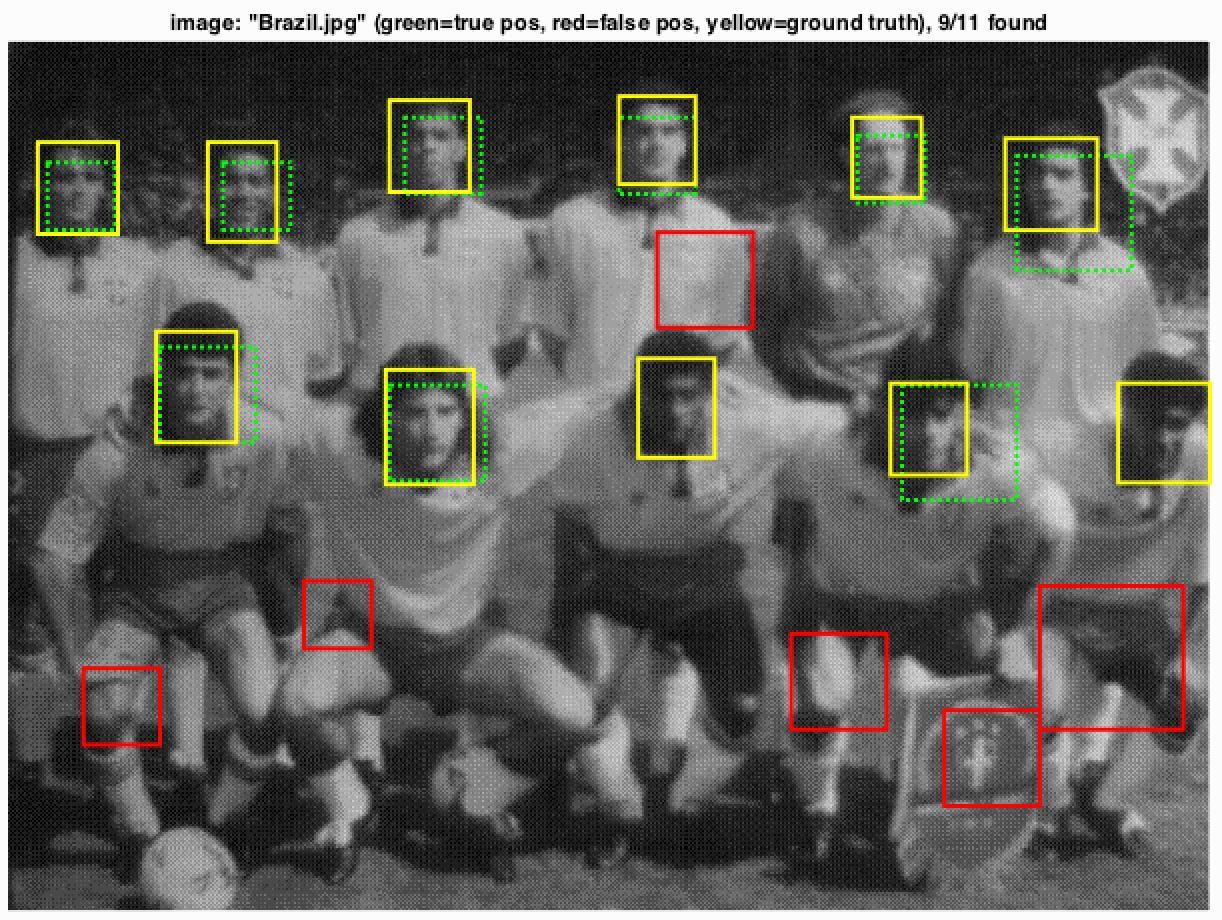 image: "Brazil.jpg" (green=true pos, red=false pos, yellow=ground truth), 9/11 found